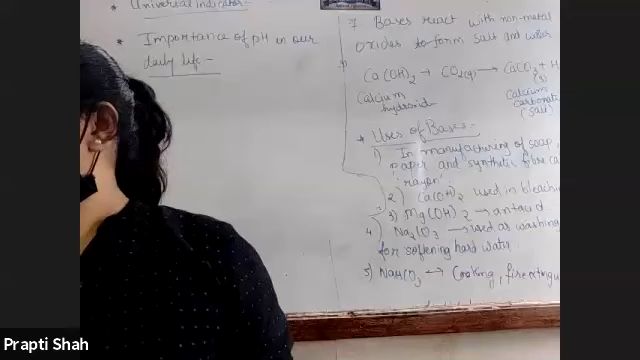 Universal Indicator-
* Importance of pH in our
daily life -
7 Bases react with non-metal
oxides to form salt and water
Ca(OH)2 + CO2(g) → CaCO3 + H
(s)
Calcium
hydroxide
Calcium
carbonate
(salt)
* Uses of Bases -
1) In manufacturing of soap,
paper and synthetic fibre ca
'rayon'
2) Ca(OH)2 used in bleachin
3) Mg(OH)2 → antacid
4) Na2CO3 → used as washing
for softening hard water
5) NaHCO3 → Cooking, fire extingu
Prapti Shah